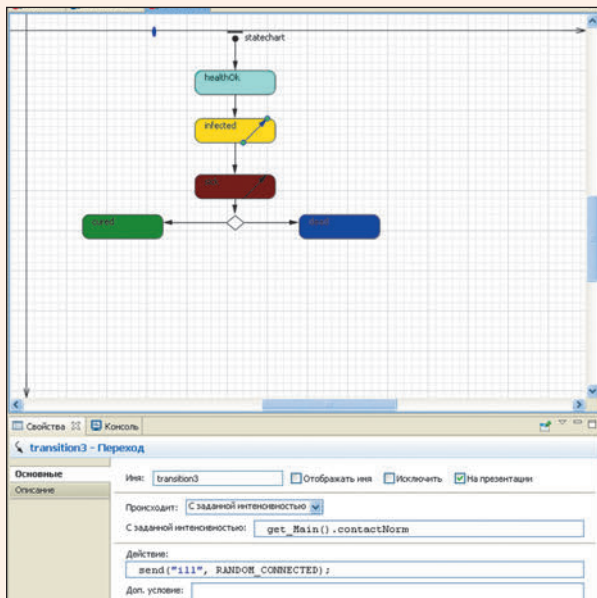 statechart
healthOk
infected
cured
Свойства
Консоль
transition3 - Переход
Основные
Описание
Имя: transition3 Отображать имя Исключить На презентации
Происходит: С заданной интенсивностью
С заданной интенсивностью: get_Main().contactNorm
Действие:
send("ill", RANDOM_CONNECTED);
Доп. условие: